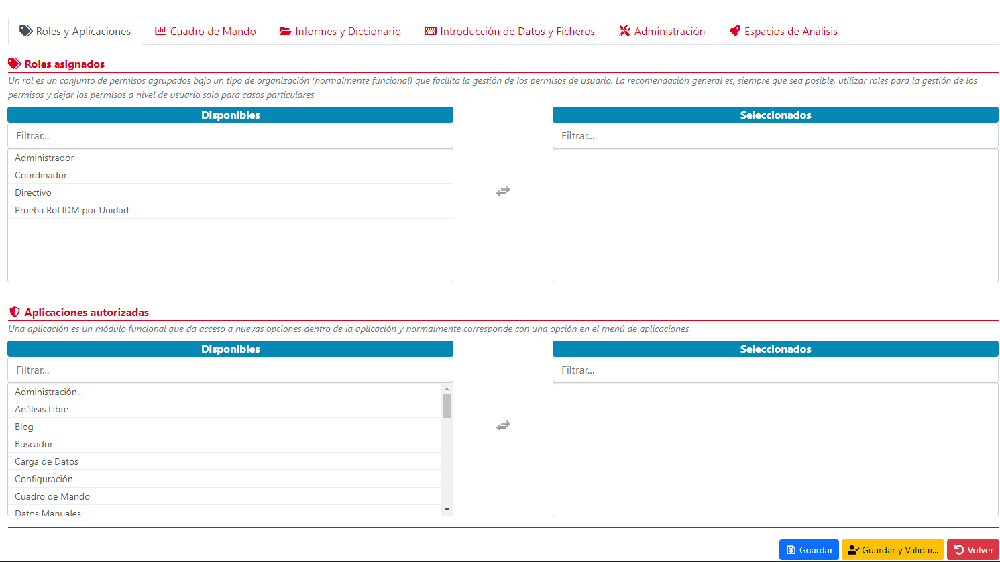 Roles y Aplicaciones
Cuadro de Mando
Informes y Diccionario
Introducción de Datos y Ficheros
Administración
Espacios de Análisis
Roles asignados
Un rol es un conjunto de permisos agrupados bajo un tipo de organización (normalmente funcional) que facilita la gestión de los permisos de usuario. La recomendación general es, siempre que sea posible, utilizar roles para la gestión de los
permisos y dejar los permisos a nivel de usuario solo para casos particulares
Disponibles
Filtrar...
Administrador
Coordinador
Directivo
Prueba Rol IDM por Unidad
Seleccionados
Filtrar...
Aplicaciones autorizadas
Una aplicación es un módulo funcional que da acceso a nuevas opciones dentro de la aplicación y normalmente corresponde con una opción en el menú de aplicaciones
Disponibles
Filtrar...
Administración...
Análisis Libre
Blog
Buscador
Carga de Datos
Configuración
Cuadro de Mando
Datos Manuales
Seleccionados
Filtrar...
Guardar
Guardar y Validar...
Volver